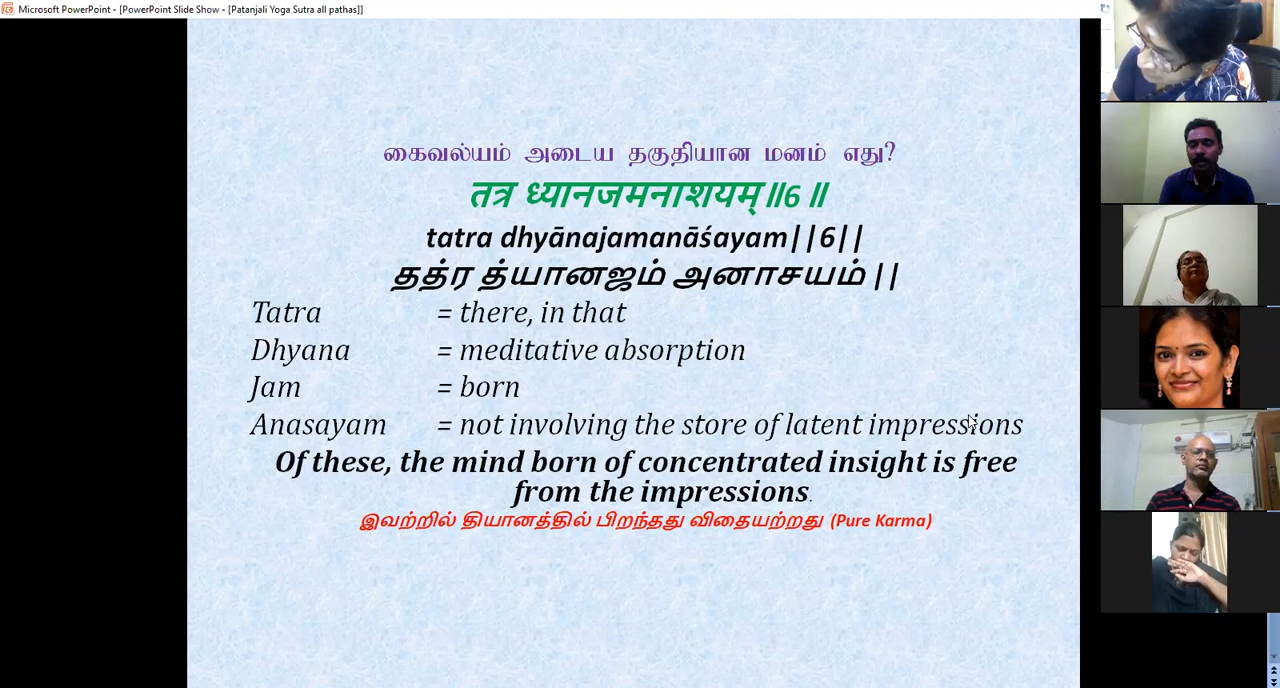 Microsoft PowerPoint - [PowerPoint Slide Show - [Patanjali Yoga Sutra all pathas]]
கைவல்யம் அடைய தகுதியான மனம் எது?
तत्र ध्यानजमनाशयम्॥6॥
tatra dhyānajamanāśayam||6||
தத்ர த்யானஜம் அனாசயம் ||
Tatra = there, in that
Dhyana = meditative absorption
Jam = born
Anasayam = not involving the store of latent impressions
Of these, the mind born of concentrated insight is free
from the impressions.
இவற்றில் தியானத்தில் பிறந்தது விதையற்றது (Pure Karma)